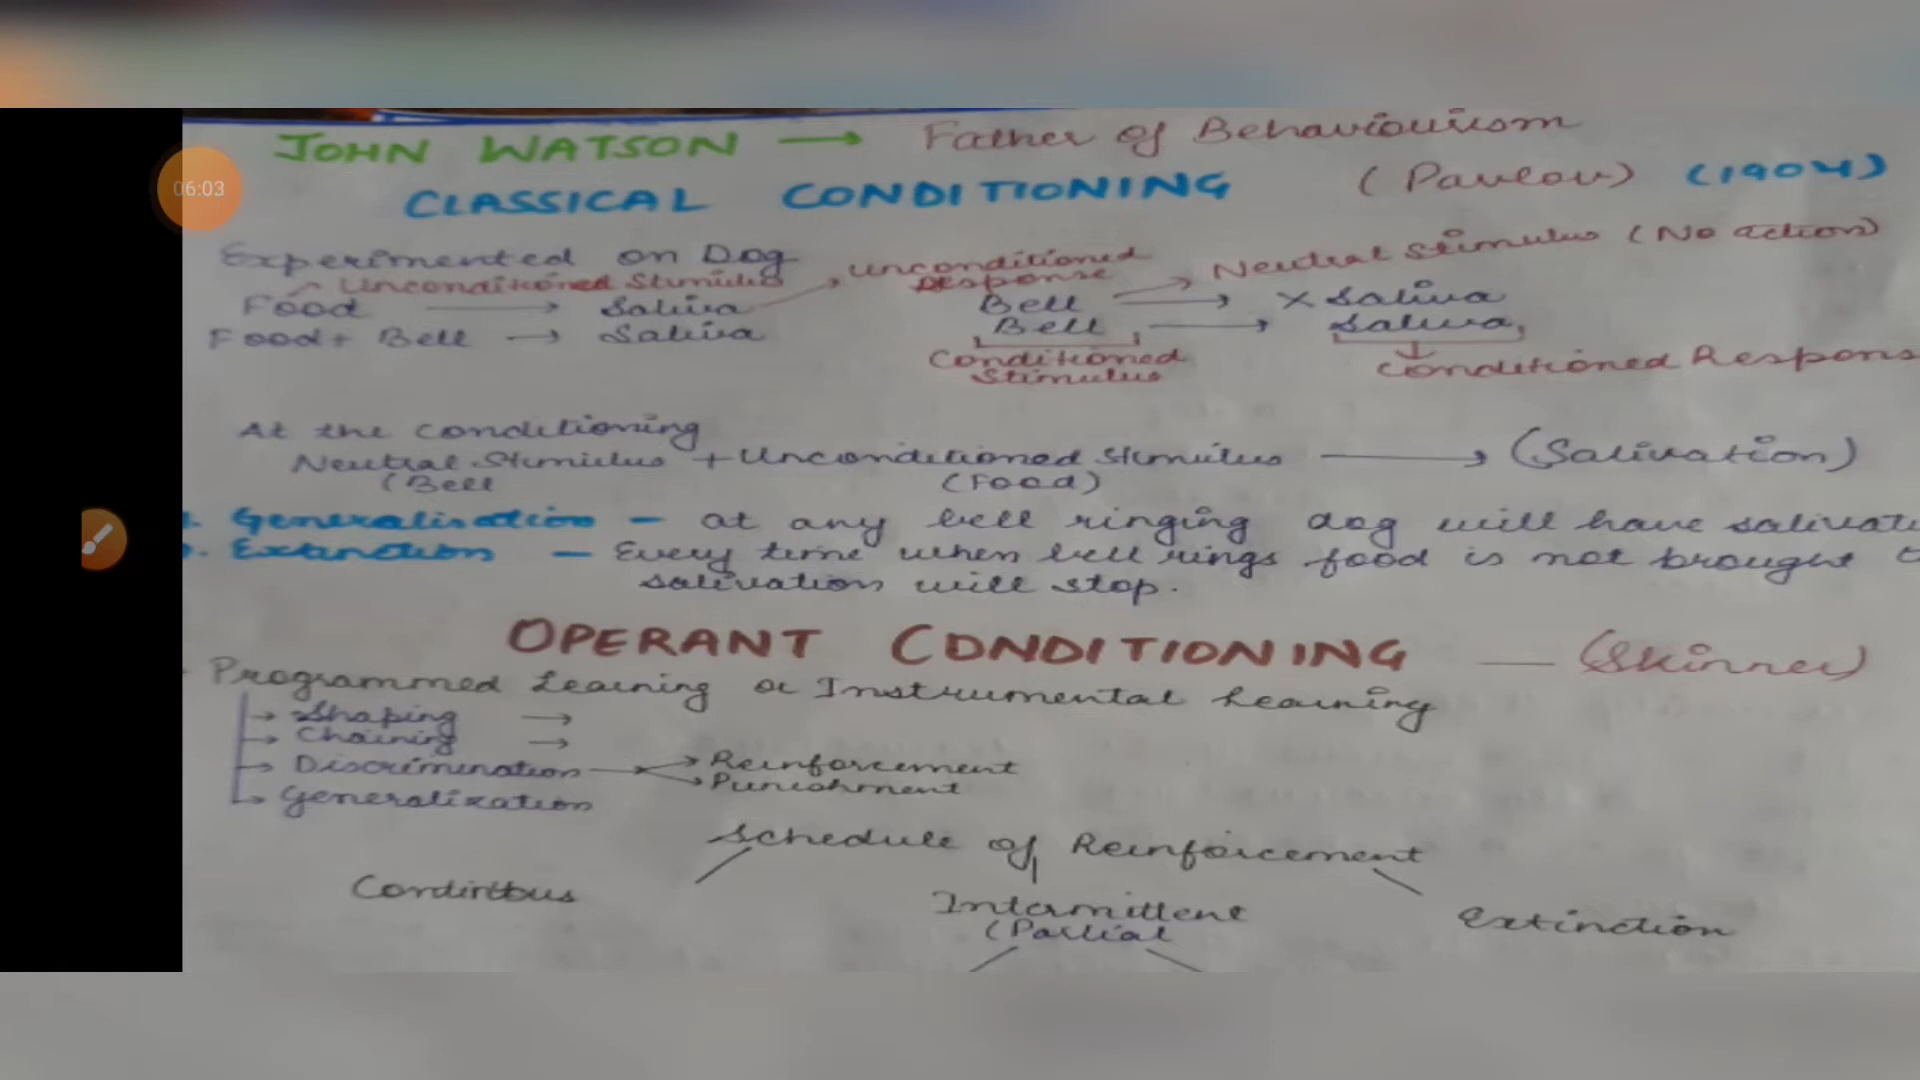 JOHN WATSON → Father of Behaviourism
06:03
CLASSICAL CONDITIONING (Pavlov) (1904)
Experimented on Dog
Unconditioned Stimulus
Unconditioned Response
Neutral Stimulus (No action)
Food → Saliva
Bell → × Saliva
Food + Bell → Saliva
Bell → Saliva
Conditioned Stimulus
Conditioned Respons
At the conditioning
Neutral Stimulus + Unconditioned Stimulus → (Salivation)
(Bell (Food)
Generalisation - at any bell ringing dog will have salivati
Extinction - Every time when bell rings food is not brought
salivation will stop.
OPERANT CONDITIONING — (Skinner)
Programmed Learning or Instrumental Learning
→ Shaping →
→ Chaining →
→ Discrimination → Reinforcement
→ Punishment
→ Generalization
Schedule of Reinforcement
Continous
Intermittent
(Partial
Extinction